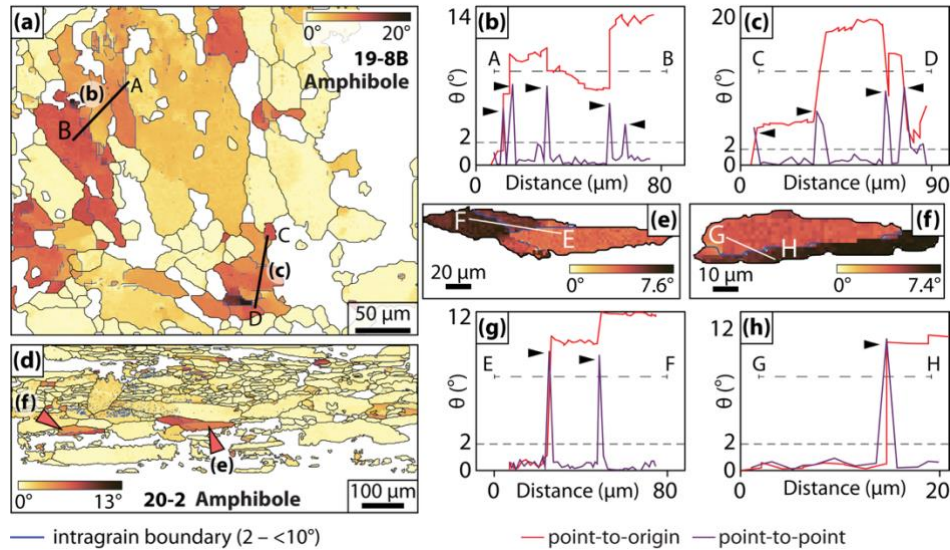 (a)
0° 20°
19-8B
Amphibole
(b)
A
B
C
(c)
D
50 µm
(b)
14
θ (°)
2
0
A B
0 Distance (µm) 80
(c)
20
θ (°)
2
0
C D
0 Distance (µm) 90
(e)
F E
20 µm
0° 7.6°
(f)
G H
10 µm
0° 7.4°
(d)
(f)
(e)
0° 13°
20-2 Amphibole
100 µm
(g)
12
θ (°)
2
0
E F
0 Distance (µm) 80
(h)
12
θ (°)
2
0
G H
0 Distance (µm) 20
intragrain boundary (2 – <10°)
point-to-origin
point-to-point